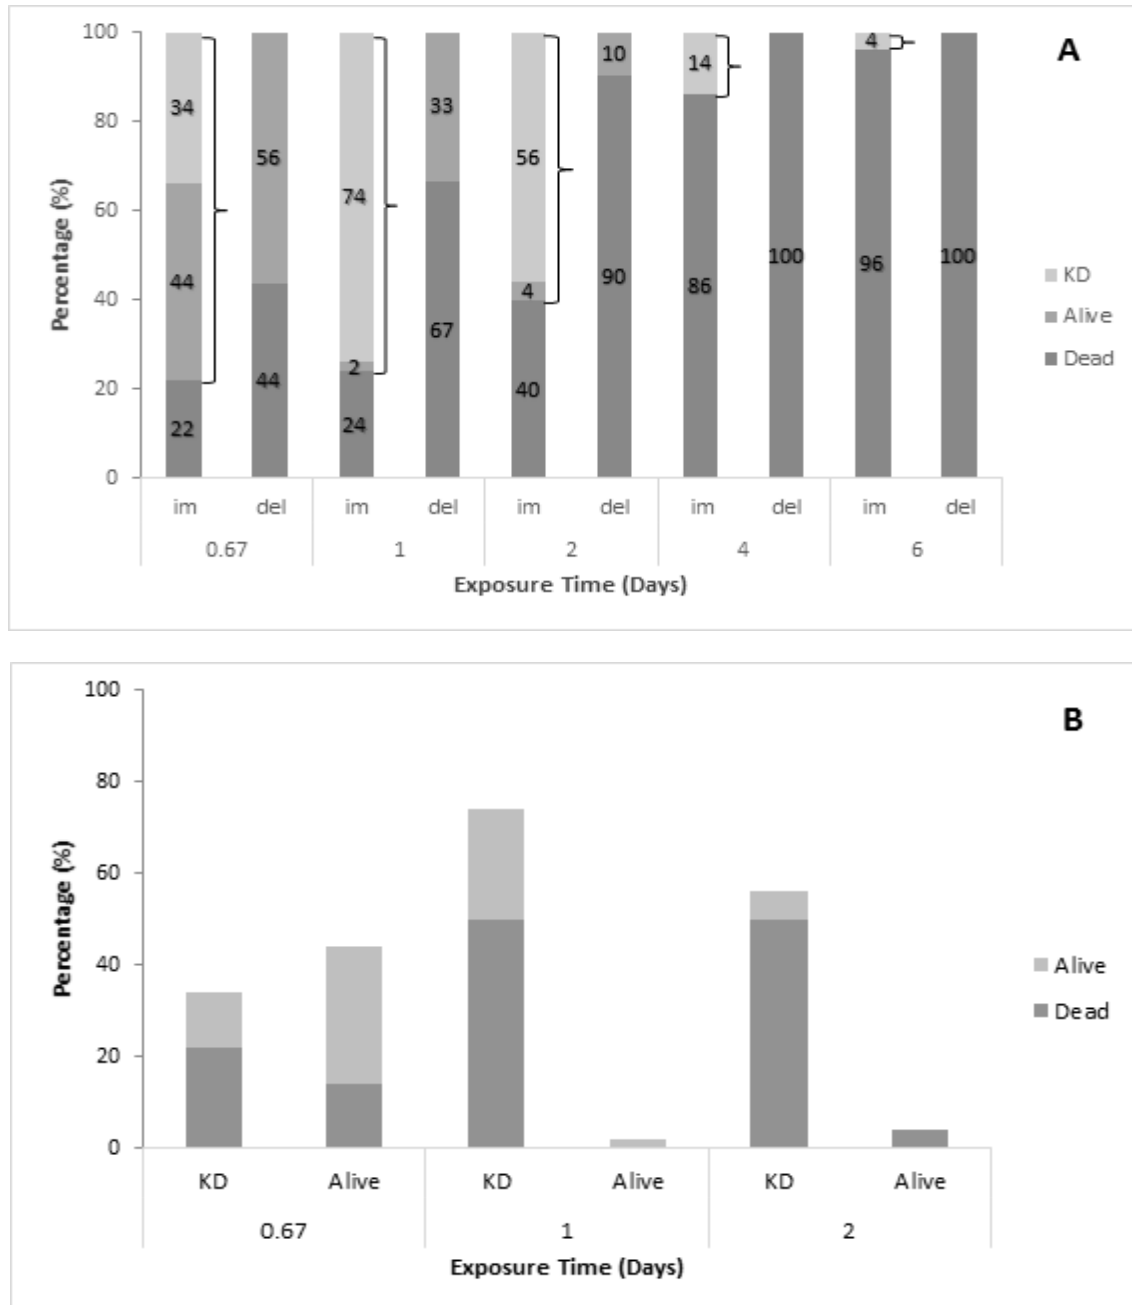 A
100
80
60
40
20
0
Percentage (%)
34
44
22
56
44
74
2
24
33
67
56
4
40
10
90
14
86
100
4
96
100
KD
Alive
Dead
im del im del im del im del im del
0.67 1 2 4 6
Exposure Time (Days)
B
100
80
60
40
20
0
Percentage (%)
Alive
Dead
KD Alive KD Alive KD Alive
0.67 1 2
Exposure Time (Days)